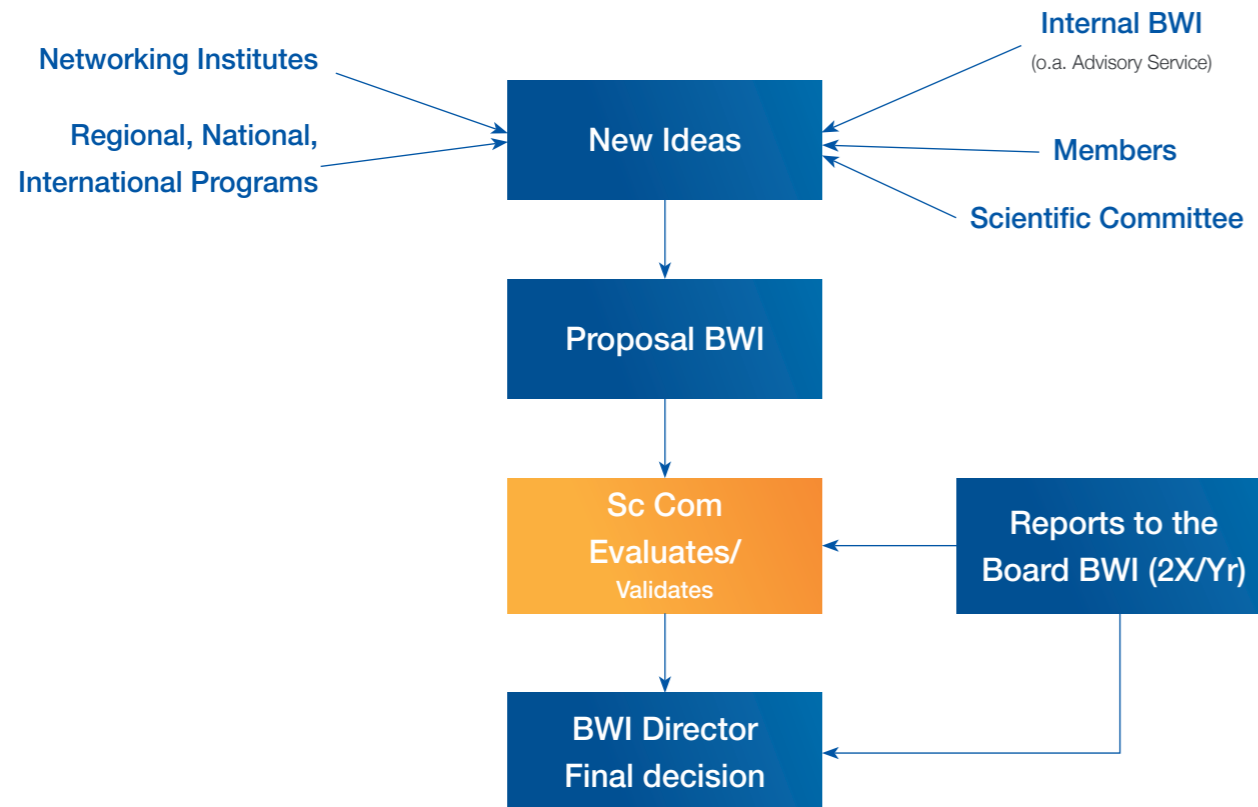 Networking Institutes
Regional, National,
International Programs
New Ideas
Internal BWI
(o.a. Advisory Service)
Members
Scientific Committee
Proposal BWI
Sc Com
Evaluates/
Validates
Reports to the
Board BWI (2X/Yr)
BWI Director
Final decision